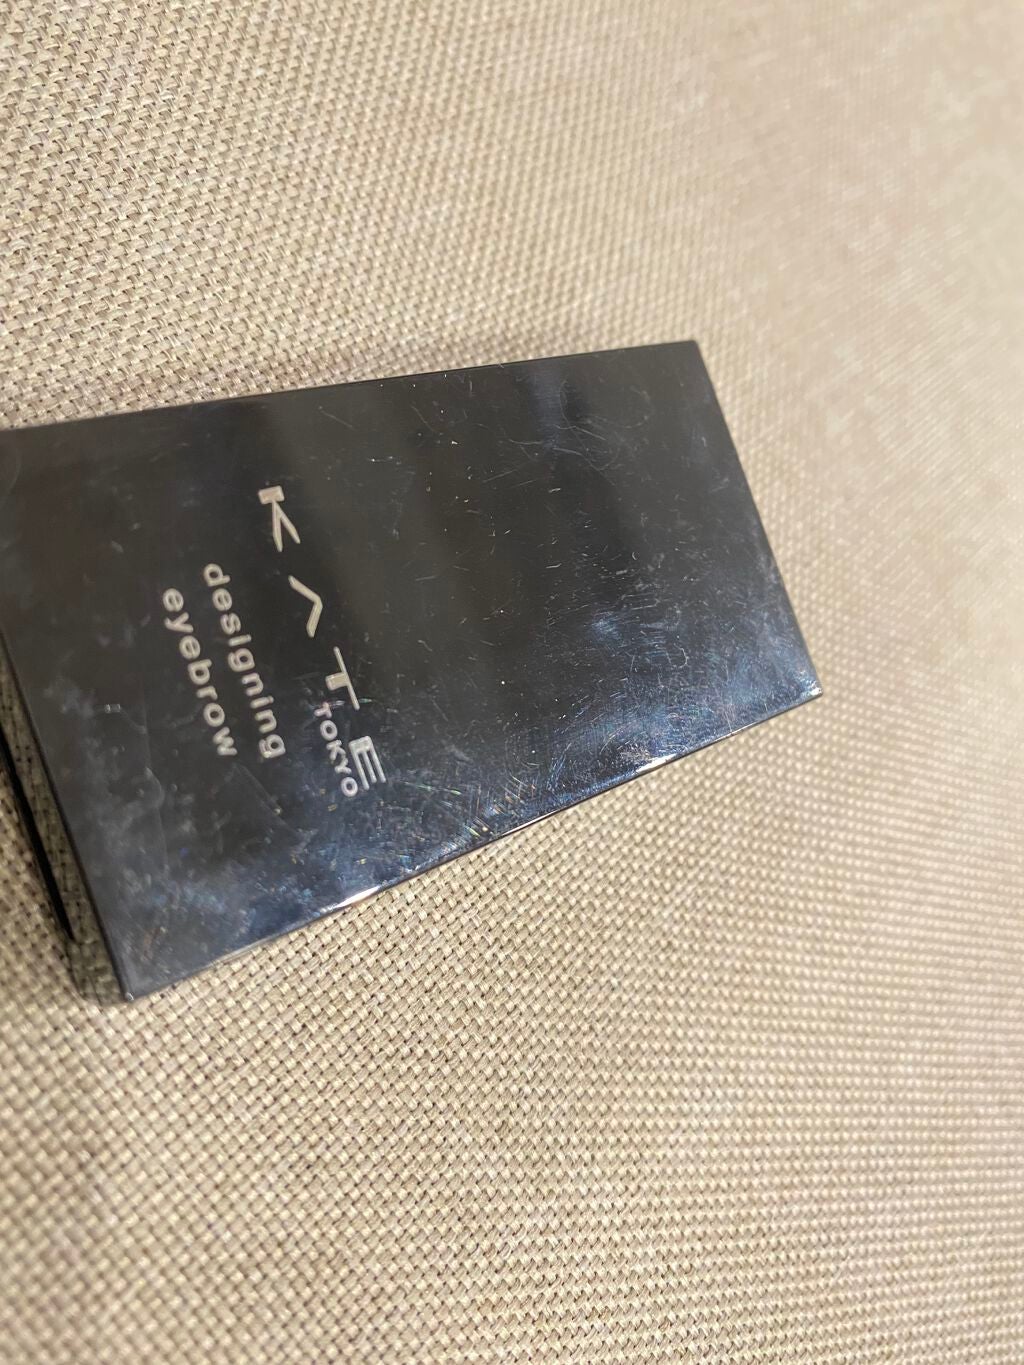 KATE
TOKYO
designing
eyebrow